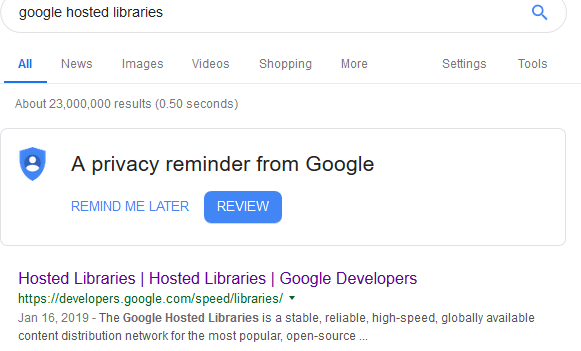 google hosted libraries
All News Images Videos Shopping More Settings Tools
About 23,000,000 results (0.50 seconds)
A privacy reminder from Google
REMIND ME LATER REVIEW
Hosted Libraries | Hosted Libraries | Google Developers
https://developers.google.com/speed/libraries/
Jan 16, 2019 - The Google Hosted Libraries is a stable, reliable, high-speed, globally available
content distribution network for the most popular, open-source ...